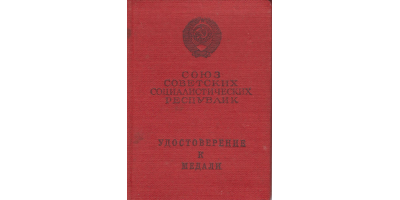 СОЮЗ
СОВЕТСКИХ
СОЦИАЛИСТИЧЕСКИХ
РЕСПУБЛИК
УДОСТОВЕРЕНИЕ
К
МЕДАЛИ